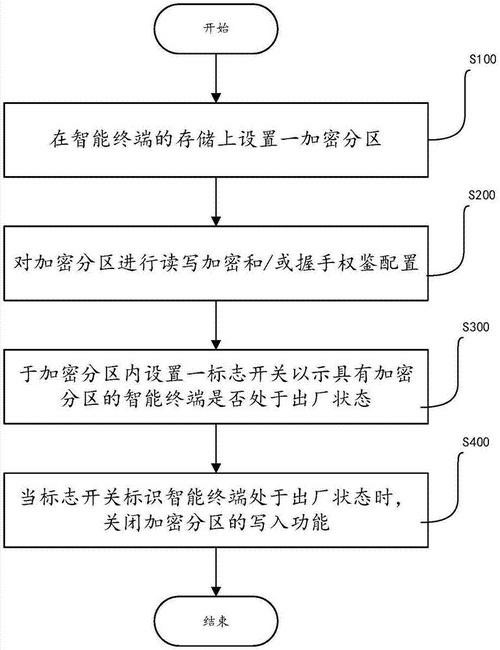 开始
S100
在智能终端的存储上设置一加密分区
S200
对加密分区进行读写加密和/或握手权鉴配置
S300
于加密分区内设置一标志开关以示具有加密
分区的智能终端是否处于出厂状态
S400
当标志开关标识智能终端处于出厂状态时，
关闭加密分区的写入功能
结束